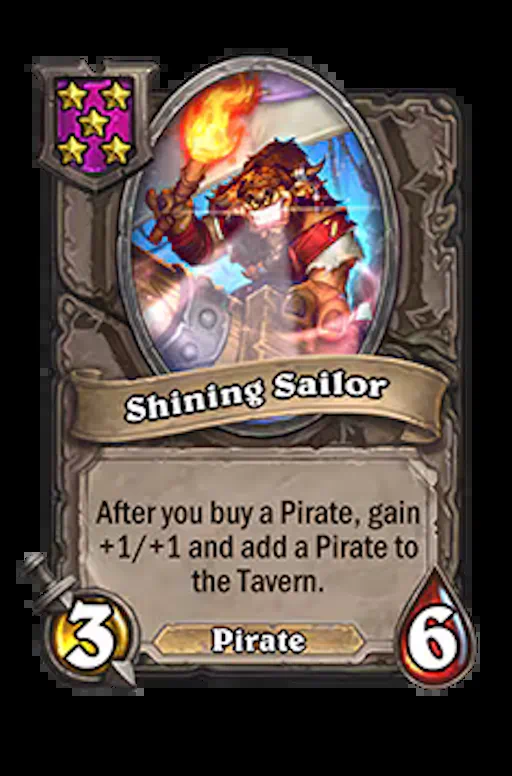 Shining Sailor
After you buy a Pirate, gain
+1/+1 and add a Pirate to
the Tavern.
3
Pirate
6